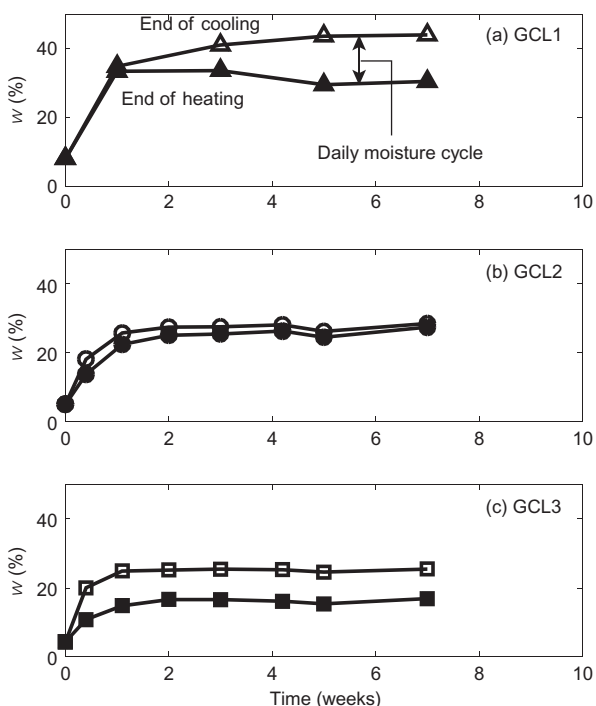 End of cooling
(a) GCL1
40
w (%)
End of heating
20
Daily moisture cycle
0
0 2 4 6 8 10
(b) GCL2
40
w (%)
20
0
0 2 4 6 8 10
(c) GCL3
40
w (%)
20
0
0 2 4 6 8 10
Time (weeks)